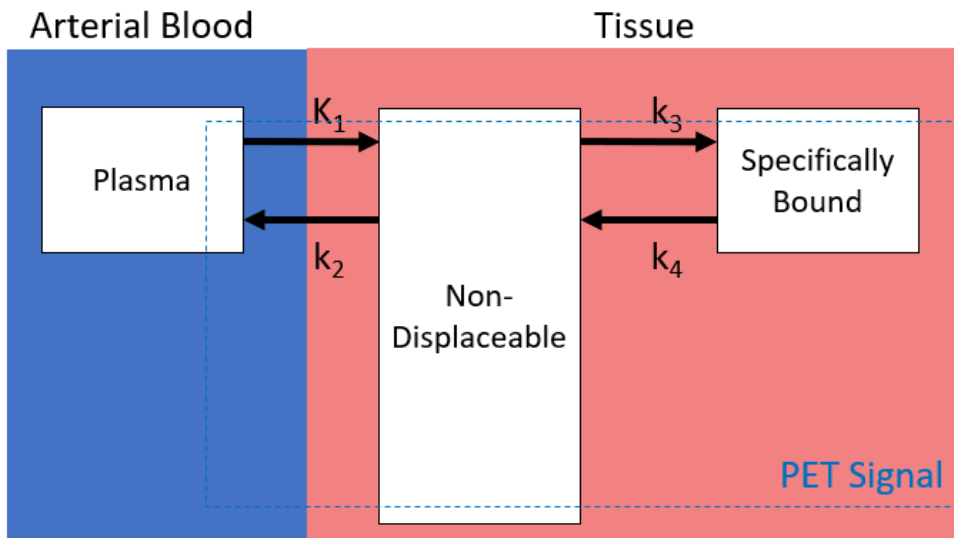 Arterial Blood
Tissue
K₁
k₃
Plasma
Specifically
Bound
k₂
k₄
Non-
Displaceable
PET Signal